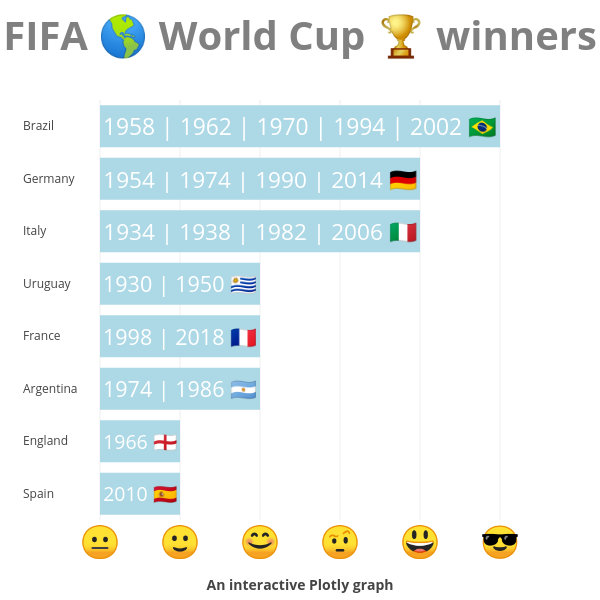 FIFA 🌎 World Cup 🏆 winners
Brazil 1958 | 1962 | 1970 | 1994 | 2002 🇧🇷
Germany 1954 | 1974 | 1990 | 2014 🇩🇪
Italy 1934 | 1938 | 1982 | 2006 🇮🇹
Uruguay 1930 | 1950 🇺🇾
France 1998 | 2018 🇫🇷
Argentina 1974 | 1986 🇦🇷
England 1966 🏴󠁧󠁢󠁥󠁮󠁧󠁿
Spain 2010 🇪🇸
😐 🙂 😊 🤨 😃 😎
An interactive Plotly graph